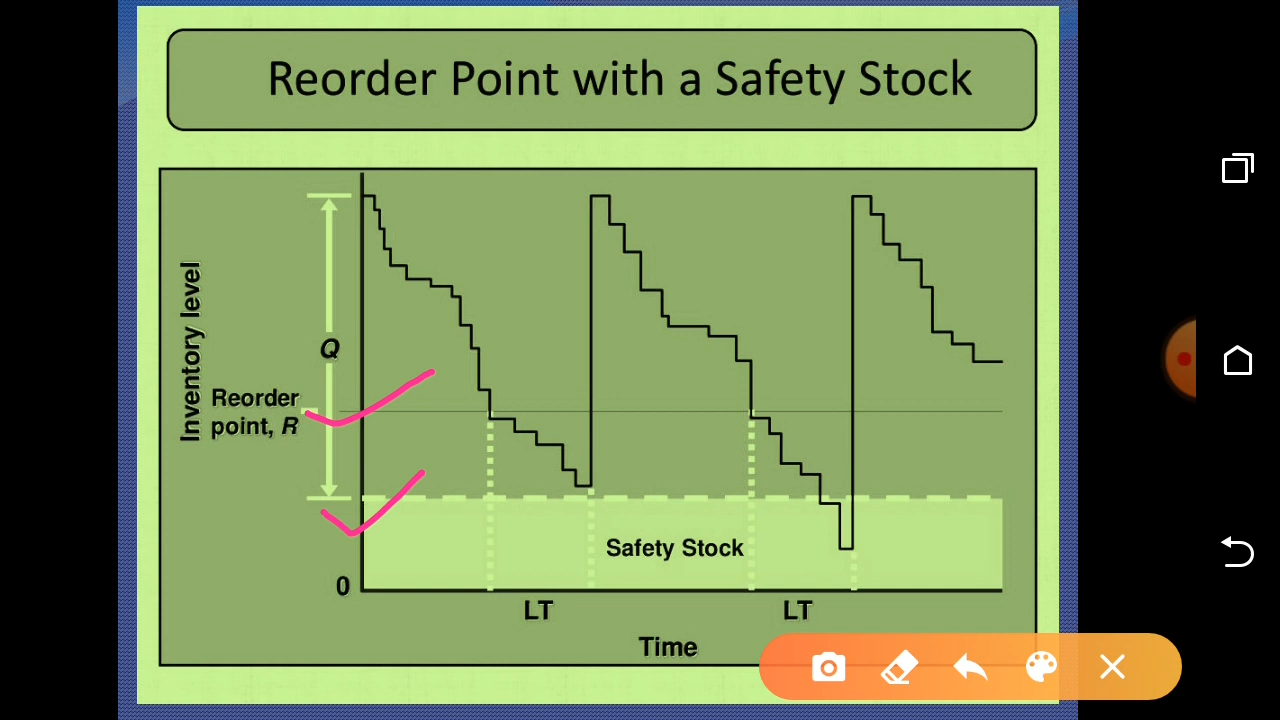 Reorder Point with a Safety Stock
Inventory level
Q
Reorder
point, R
Safety Stock
0
LT
LT
Time